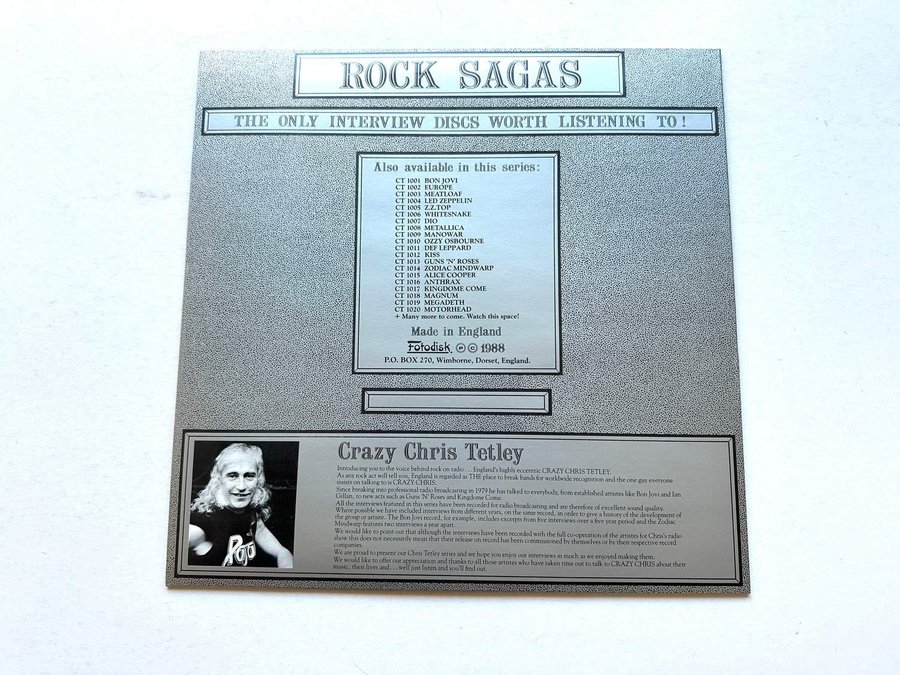 ROCK SAGAS
THE ONLY INTERVIEW DISCS WORTH LISTENING TO!
Also available in this series:
CT 1001 BON JOVI
CT 1002 EUROPE
CT 1003 MEATLOAF
CT 1004 LED ZEPPELIN
CT 1005 Z.Z.TOP
CT 1006 WHITESNAKE
CT 1007 DIO
CT 1008 METALLICA
CT 1009 MANOWAR
CT 1010 OZZY OSBOURNE
CT 1011 DEF LEPPARD
CT 1012 KISS
CT 1013 GUNS 'N' ROSES
CT 1014 ZODIAC MINDWARP
CT 1015 ALICE COOPER
CT 1016 ANTHRAX
CT 1017 KINGDOME COME
CT 1018 MAGNUM
CT 1019 MEGADETH
CT 1020 MOTORHEAD
+ Many more to come. Watch this space!
Made in England
Fotodisk ℗ © 1988
P.O. BOX 270, Wimborne, Dorset, England.
Crazy Chris Tetley
Introducing you to the voice behind rock on radio... England's highly eccentric CRAZY CHRIS TETLEY.
As any rock act will tell you, England is regarded as THE place to break bands for worldwide recognition and the one guy everyone
insists on talking to is CRAZY CHRIS.
Since breaking into professional radio broadcasting in 1979 he has talked to everybody, from established artistes like Bon Jovi and Ian
Gillan, to new acts such as Guns 'N' Roses and Kingdome Come.
All the interviews featured in this series have been recorded for radio broadcasting and are therefore of excellent sound quality.
Where possible we have included interviews from different years, on the same record, in order to give a history of the development of
the group or artiste. The Bon Jovi record, for example, includes excerpts from five interviews over a five year period and the Zodiac
Mindwarp features two interviews a year apart.
We would like to point out that although the interviews have been recorded with the full co-operation of the artistes for Chris's radio
show this does not necessarily mean that their release on record has been commissioned by themselves or by their respective record
companies.
We are proud to present our Chris Tetley series and we hope you enjoy our interviews as much as we enjoyed making them.
We would like to offer our appreciation and thanks to all those artistes who have taken time out to talk to CRAZY CHRIS about their
music, their lives and... well just listen and you'll find out.